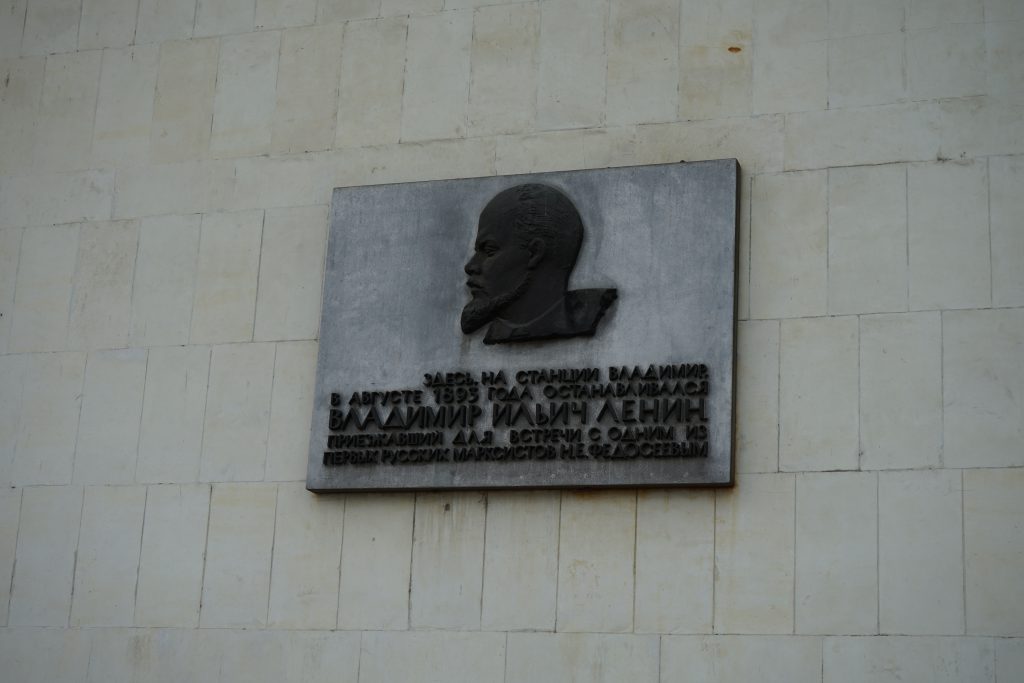 ЗДЕСЬ, НА СТАНЦИИ ВЛАДИМИР,
В АВГУСТЕ 1893 ГОДА ОСТАНАВЛИВАЛСЯ
ВЛАДИМИР ИЛЬИЧ ЛЕНИН,
ПРИЕЗЖАВШИЙ ДЛЯ ВСТРЕЧИ С ОДНИМ ИЗ
ПЕРВЫХ РУССКИХ МАРКСИСТОВ Н.Е. ФЕДОСЕЕВЫМ